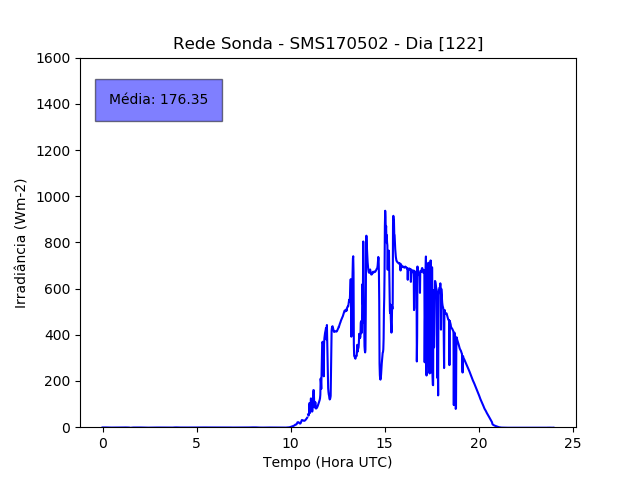 Rede Sonda - SMS170502 - Dia [122]
1600
1400
1200
1000
800
600
400
200
0
Média: 176.35
Irradiância (Wm-2)
0 5 10 15 20 25
Tempo (Hora UTC)